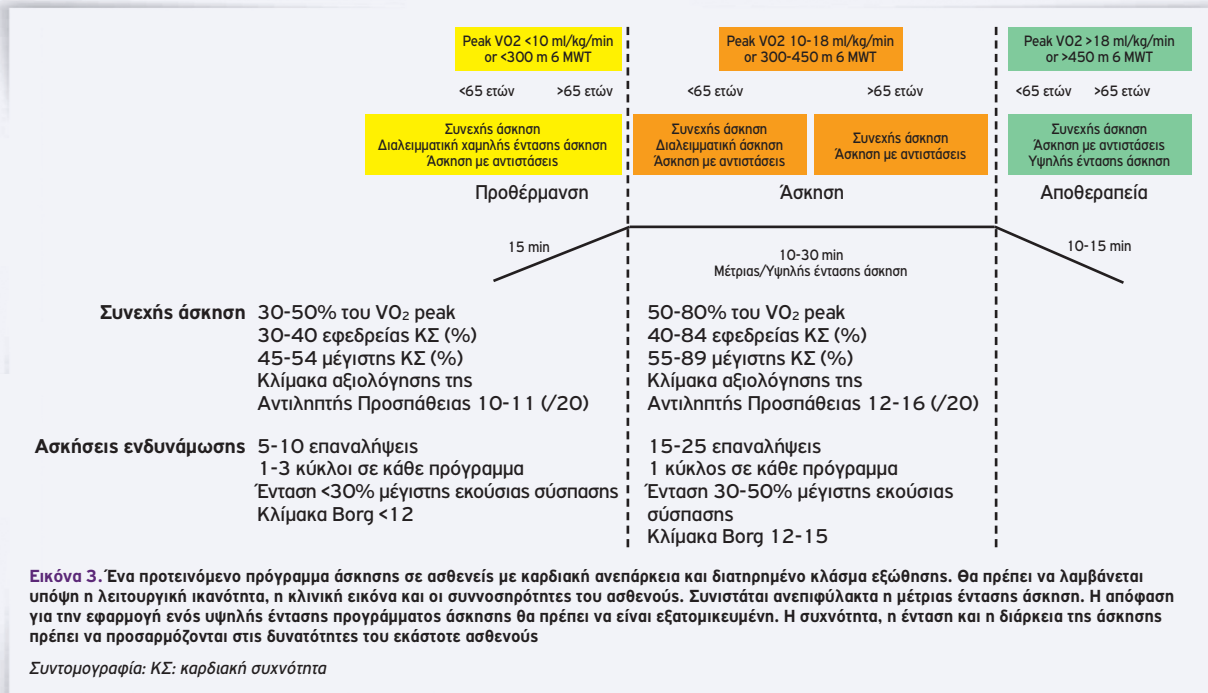 Peak VO2 <10 ml/kg/min
or <300 m 6 MWT
Peak VO2 10-18 ml/kg/min
or 300-450 m 6 MWT
Peak VO2 >18 ml/kg/min
or >450 m 6 MWT
<65 ετών >65 ετών
<65 ετών >65 ετών
<65 ετών >65 ετών
Συνεχής άσκηση
Διαλειμματική χαμηλής έντασης άσκηση
Άσκηση με αντιστάσεις
Συνεχής άσκηση
Διαλειμματική άσκηση
Άσκηση με αντιστάσεις
Συνεχής άσκηση
Άσκηση με αντιστάσεις
Συνεχής άσκηση
Άσκηση με αντιστάσεις
Υψηλής έντασης άσκηση
Προθέρμανση
Άσκηση
Αποθεραπεία
15 min
10-30 min
Μέτριας/Υψηλής έντασης άσκηση
10-15 min
Συνεχής άσκηση
30-50% του VO₂ peak
30-40 εφεδρείας ΚΣ (%)
45-54 μέγιστης ΚΣ (%)
Κλίμακα αξιολόγησης της
Αντιληπτής Προσπάθειας 10-11 (/20)
50-80% του VO₂ peak
40-84 εφεδρείας ΚΣ (%)
55-89 μέγιστης ΚΣ (%)
Κλίμακα αξιολόγησης της
Αντιληπτής Προσπάθειας 12-16 (/20)
Ασκήσεις ενδυνάμωσης
5-10 επαναλήψεις
1-3 κύκλοι σε κάθε πρόγραμμα
Ένταση <30% μέγιστης εκούσιας σύσπασης
Κλίμακα Borg <12
15-25 επαναλήψεις
1 κύκλος σε κάθε πρόγραμμα
Ένταση 30-50% μέγιστης εκούσιας
σύσπασης
Κλίμακα Borg 12-15
Εικόνα 3. Ένα προτεινόμενο πρόγραμμα άσκησης σε ασθενείς με καρδιακή ανεπάρκεια και διατηρημένο κλάσμα εξώθησης. Θα πρέπει να λαμβάνεται
υπόψη η λειτουργική ικανότητα, η κλινική εικόνα και οι συννοσηρότητες του ασθενούς. Συνιστάται ανεπιφύλακτα η μέτριας έντασης άσκηση. Η απόφαση
για την εφαρμογή ενός υψηλής έντασης προγράμματος άσκησης θα πρέπει να είναι εξατομικευμένη. Η συχνότητα, η ένταση και η διάρκεια της άσκησης
πρέπει να προσαρμόζονται στις δυνατότητες του εκάστοτε ασθενούς
Συντομογραφία: ΚΣ: καρδιακή συχνότητα